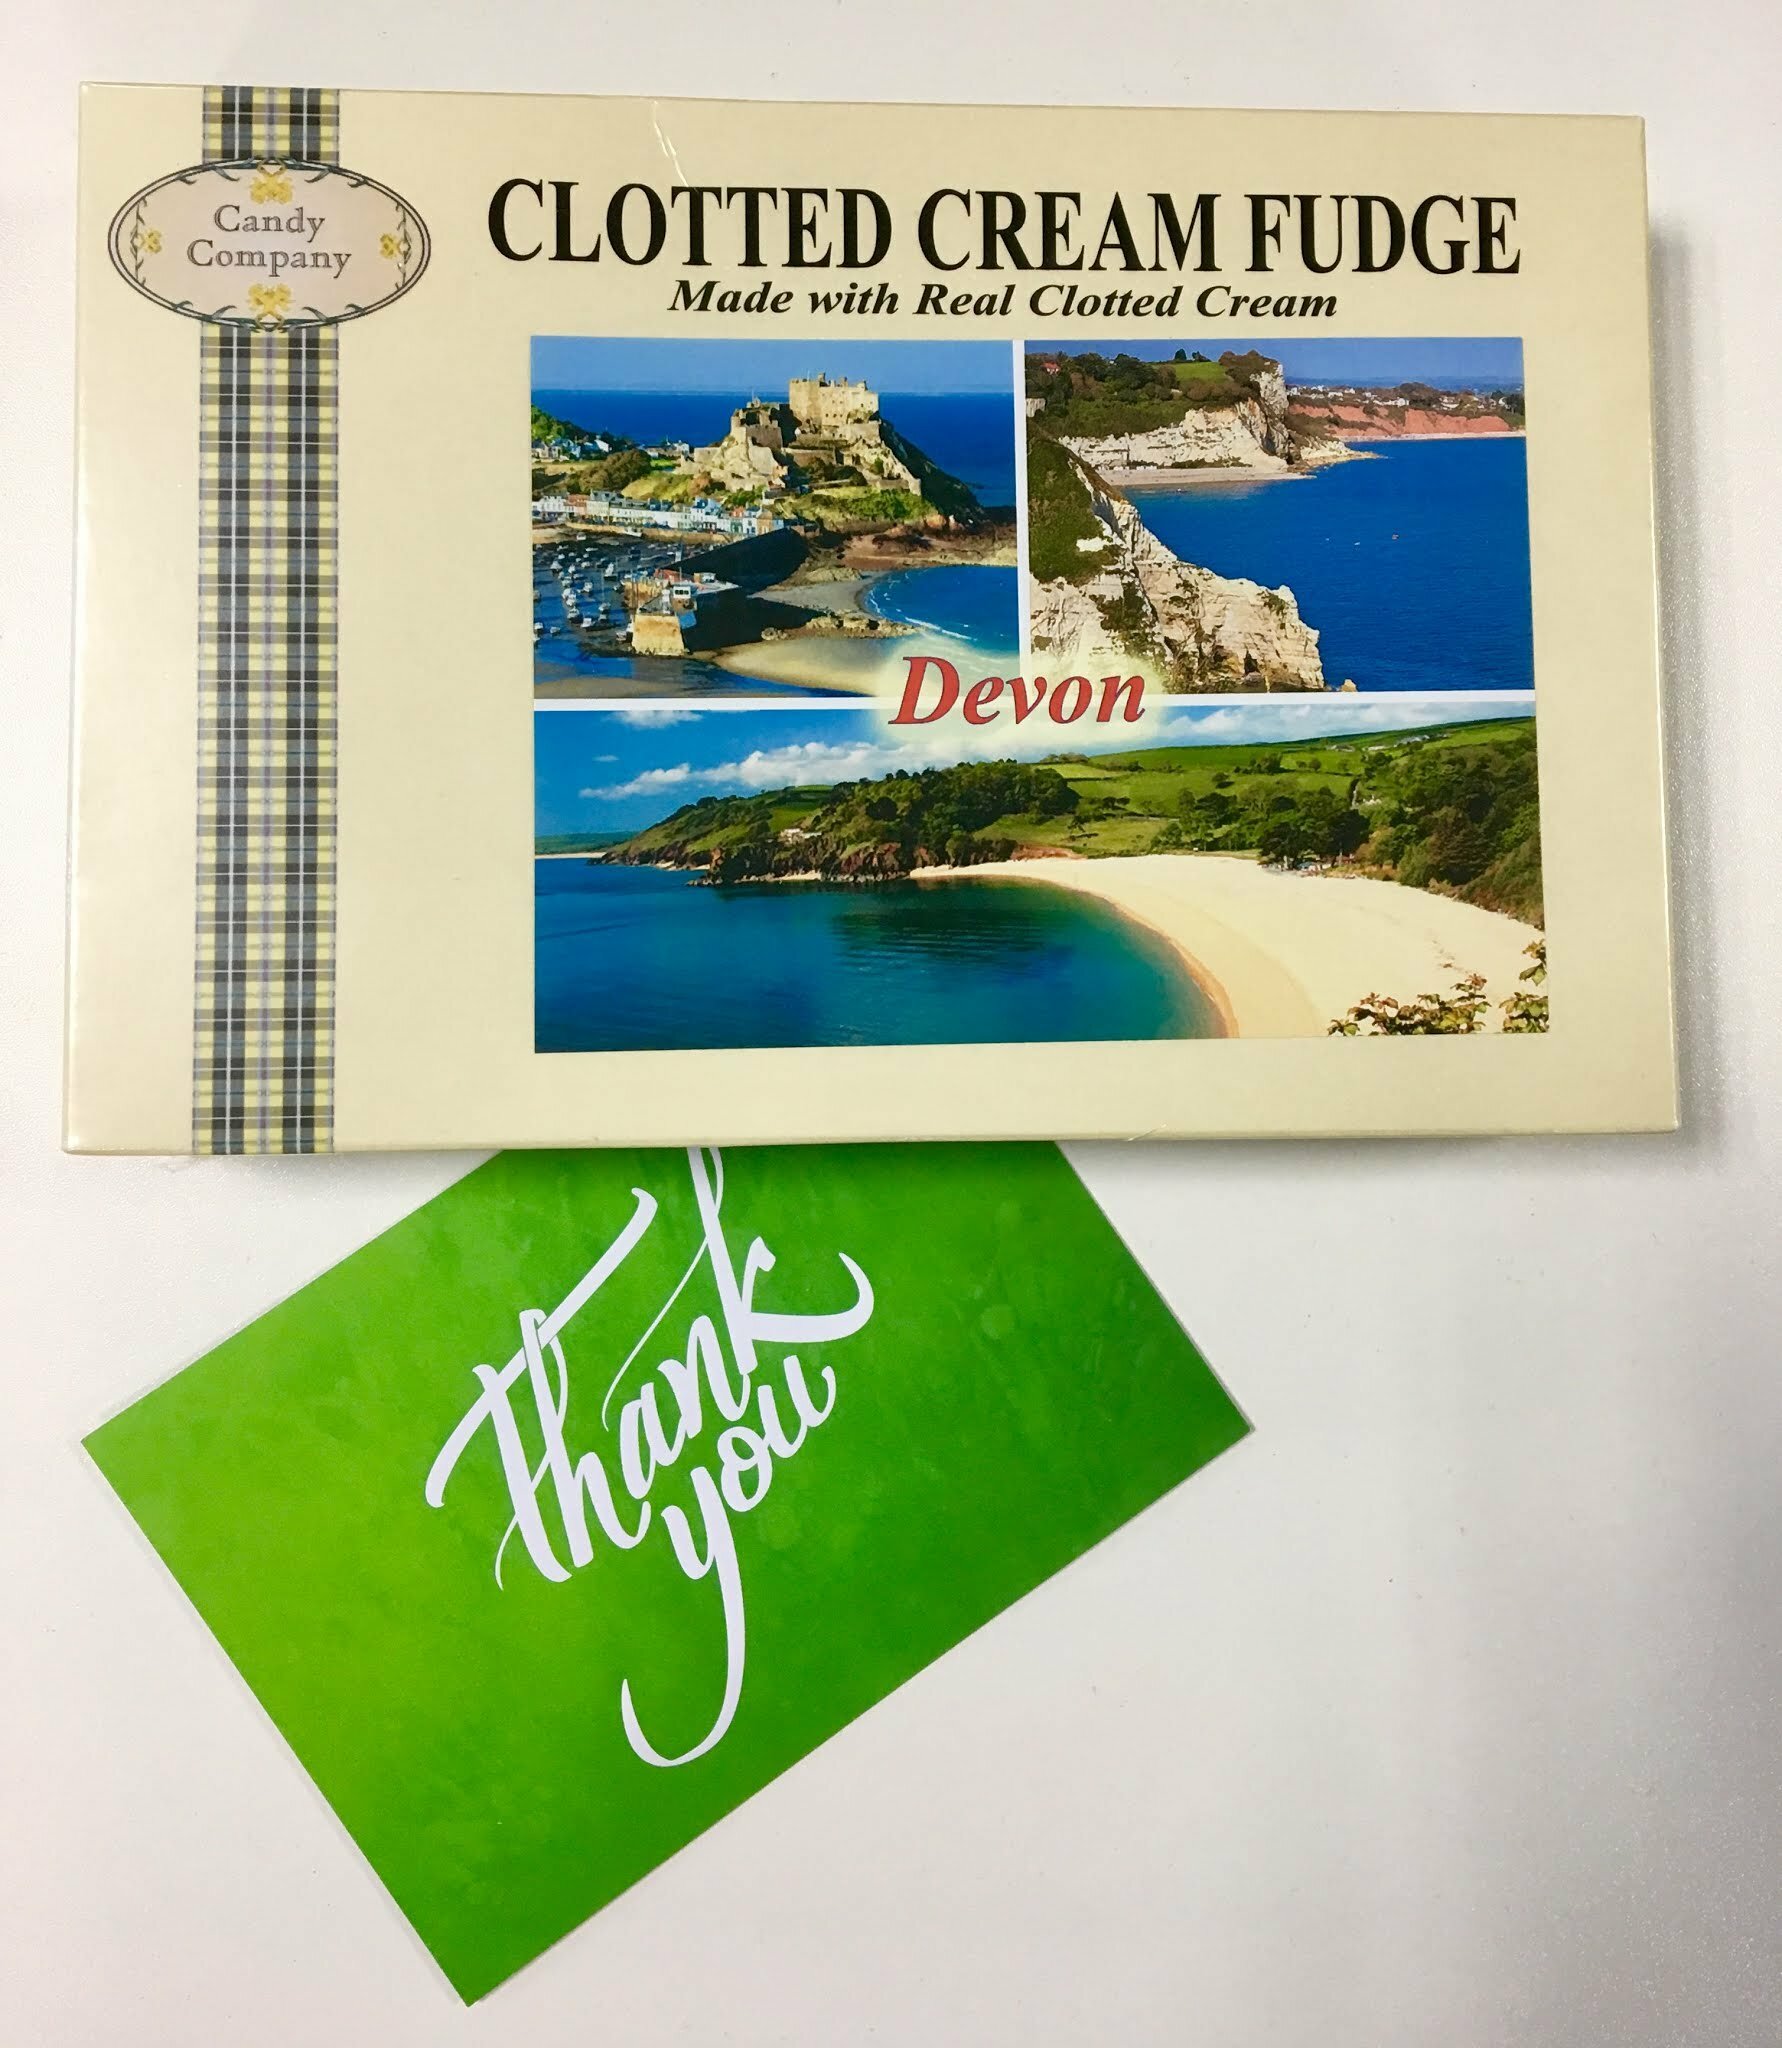 Candy
Company
CLOTTED CREAM FUDGE
Made with Real Clotted Cream
Devon
Thank
you